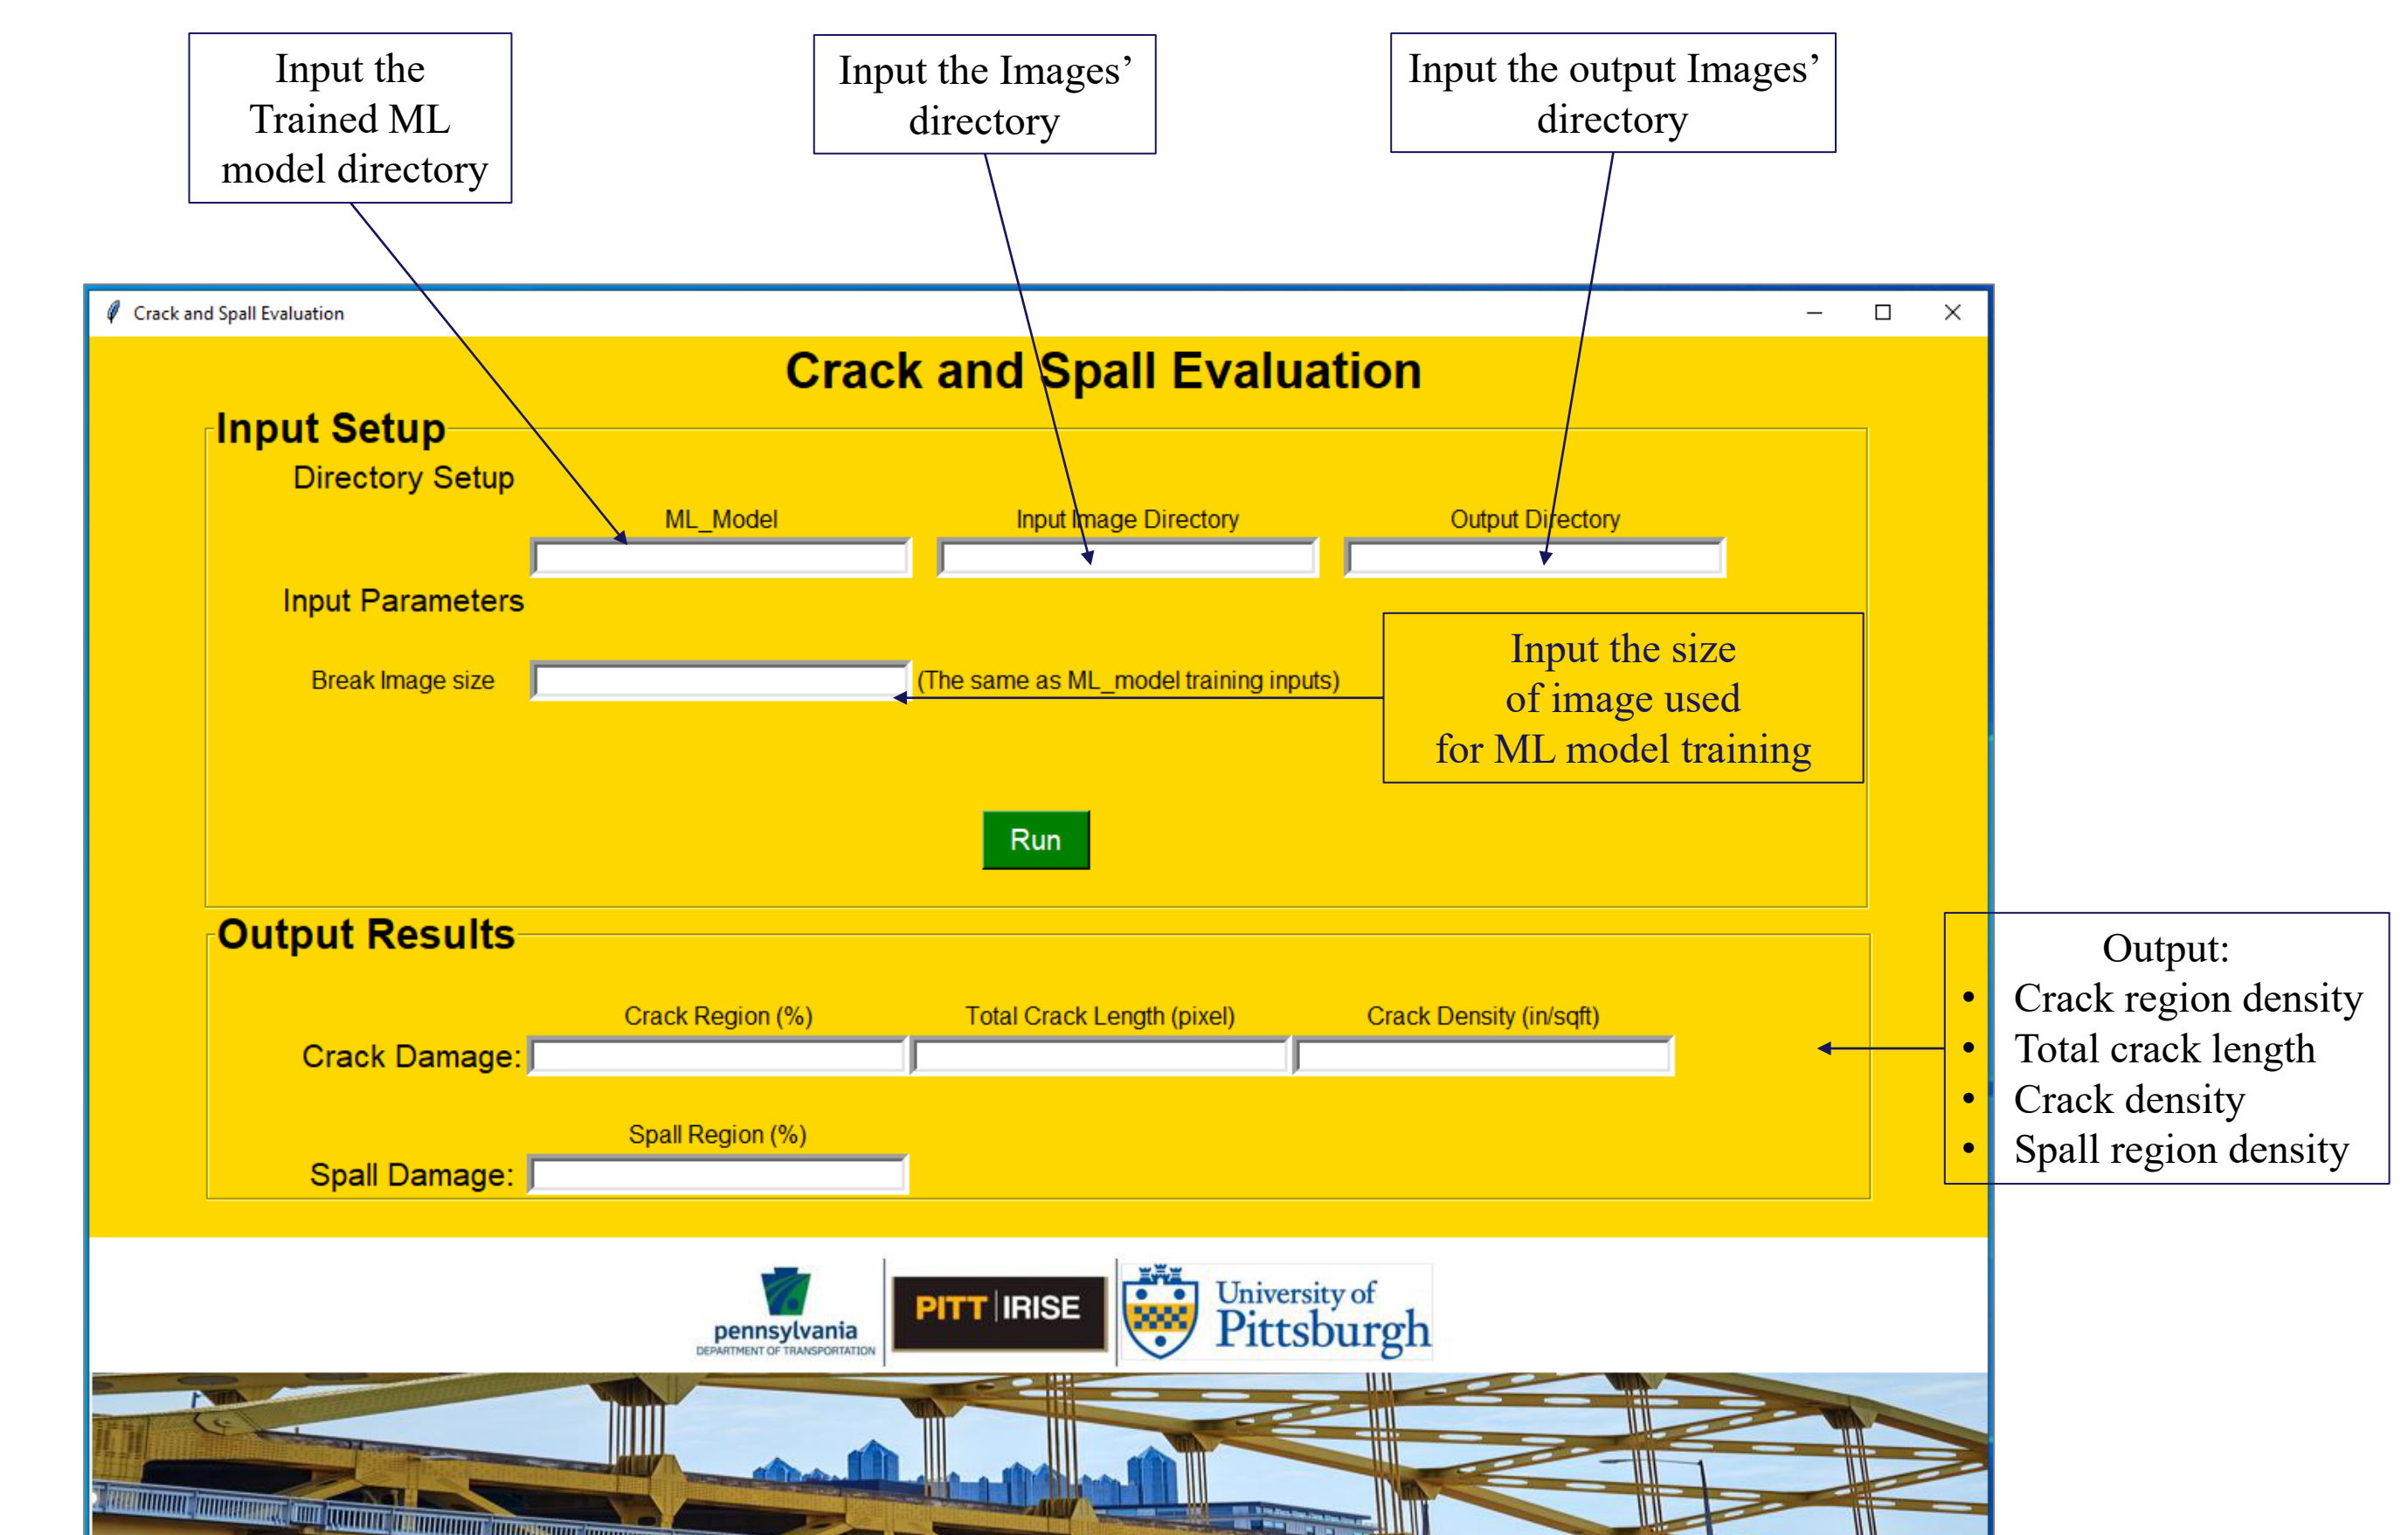 Input the
Trained ML
model directory
Input the Images’
directory
Input the output Images’
directory
Crack and Spall Evaluation
Crack and Spall Evaluation
Input Setup
Directory Setup
ML_Model
Input Image Directory
Output Directory
Input Parameters
Break Image size
(The same as ML_model training inputs)
Input the size
of image used
for ML model training
Run
Output Results
Crack Region (%)
Total Crack Length (pixel)
Crack Density (in/sqft)
Crack Damage:
Spall Region (%)
Spall Damage:
Output:
• Crack region density
• Total crack length
• Crack density
• Spall region density
pennsylvania
DEPARTMENT OF TRANSPORTATION
PITT | IRISE
University of
Pittsburgh